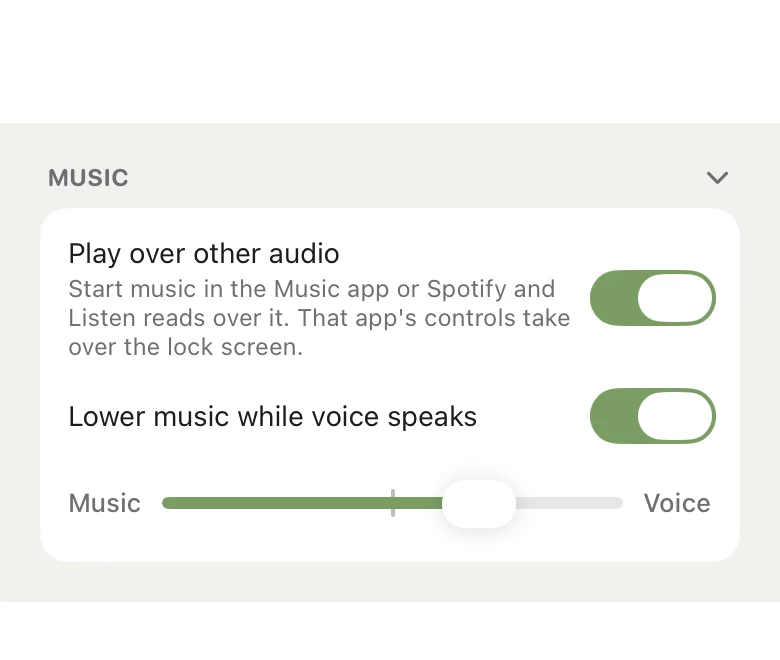 MUSIC
Play over other audio
Start music in the Music app or Spotify and
Listen reads over it. That app's controls take
over the lock screen.
Lower music while voice speaks
Music Voice